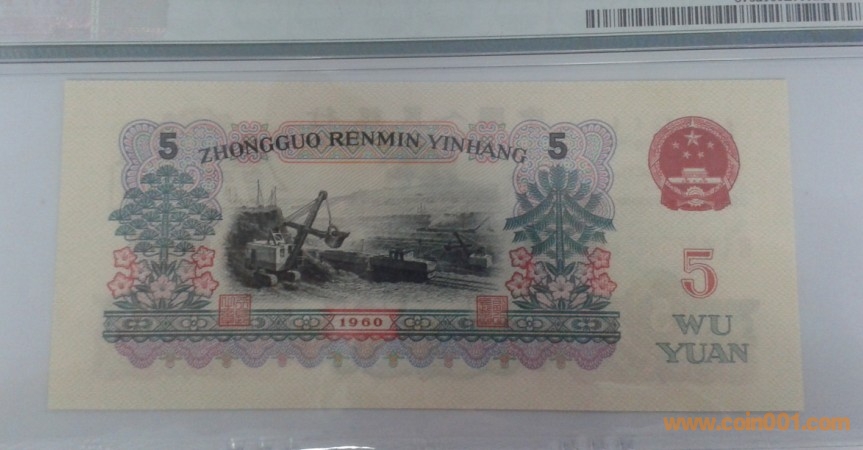 5 ZHONGGUO RENMIN YINHANG 5
5
1960
WU
YUAN
www.coin001.com